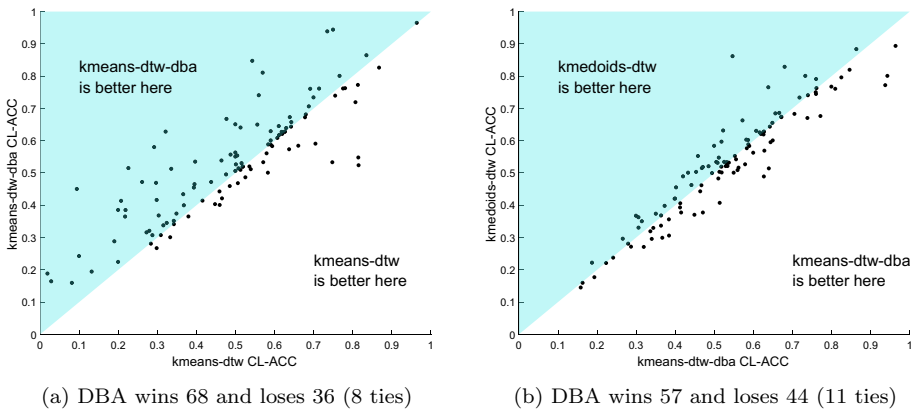 1
0.9
0.8
0.7
0.6
0.5
0.4
0.3
0.2
0.1
0
kmeans-dtw-dba CL-ACC
kmeans-dtw-dba
is better here
kmeans-dtw
is better here
0 0.1 0.2 0.3 0.4 0.5 0.6 0.7 0.8 0.9 1
kmeans-dtw CL-ACC
(a) DBA wins 68 and loses 36 (8 ties)
1
0.9
0.8
0.7
0.6
0.5
0.4
0.3
0.2
0.1
0
kmedoids-dtw CL-ACC
kmedoids-dtw
is better here
kmeans-dtw-dba
is better here
0 0.1 0.2 0.3 0.4 0.5 0.6 0.7 0.8 0.9 1
kmeans-dtw-dba CL-ACC
(b) DBA wins 57 and loses 44 (11 ties)